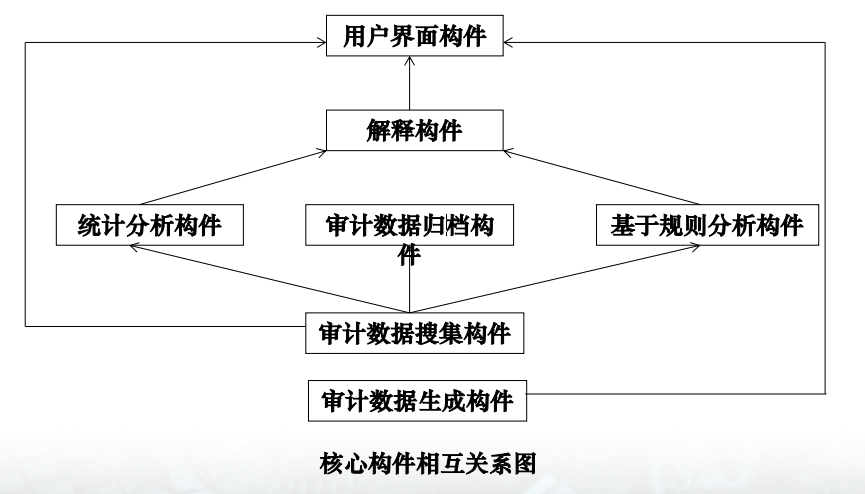 用户界面构件
解释构件
统计分析构件
审计数据归档构
件
基于规则分析构件
审计数据搜集构件
审计数据生成构件
核心构件相互关系图